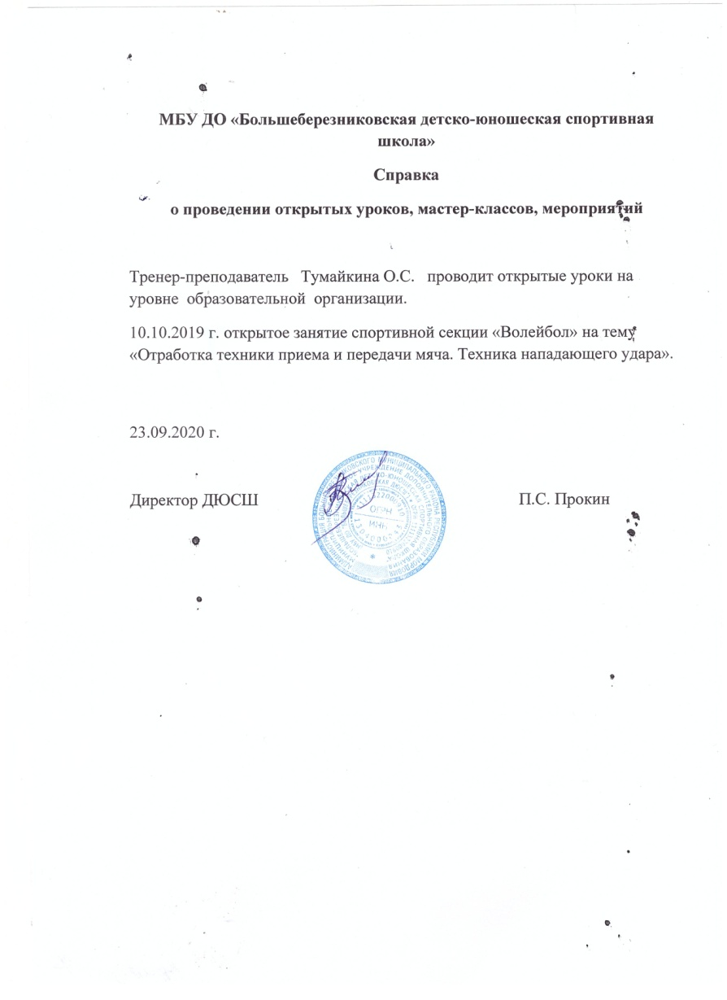 МБУ ДО «Большеберезниковская детско-юношеская спортивная
школа»
Справка
о проведении открытых уроков, мастер-классов, мероприятий
Тренер-преподаватель Тумайкина О.С. проводит открытые уроки на
уровне образовательной организации.
10.10.2019 г. открытое занятие спортивной секции «Волейбол» на тему
«Отработка техники приема и передачи мяча. Техника нападающего удара».
23.09.2020 г.
Директор ДЮСШ П.С. Прокин
ОГРН
ИНН